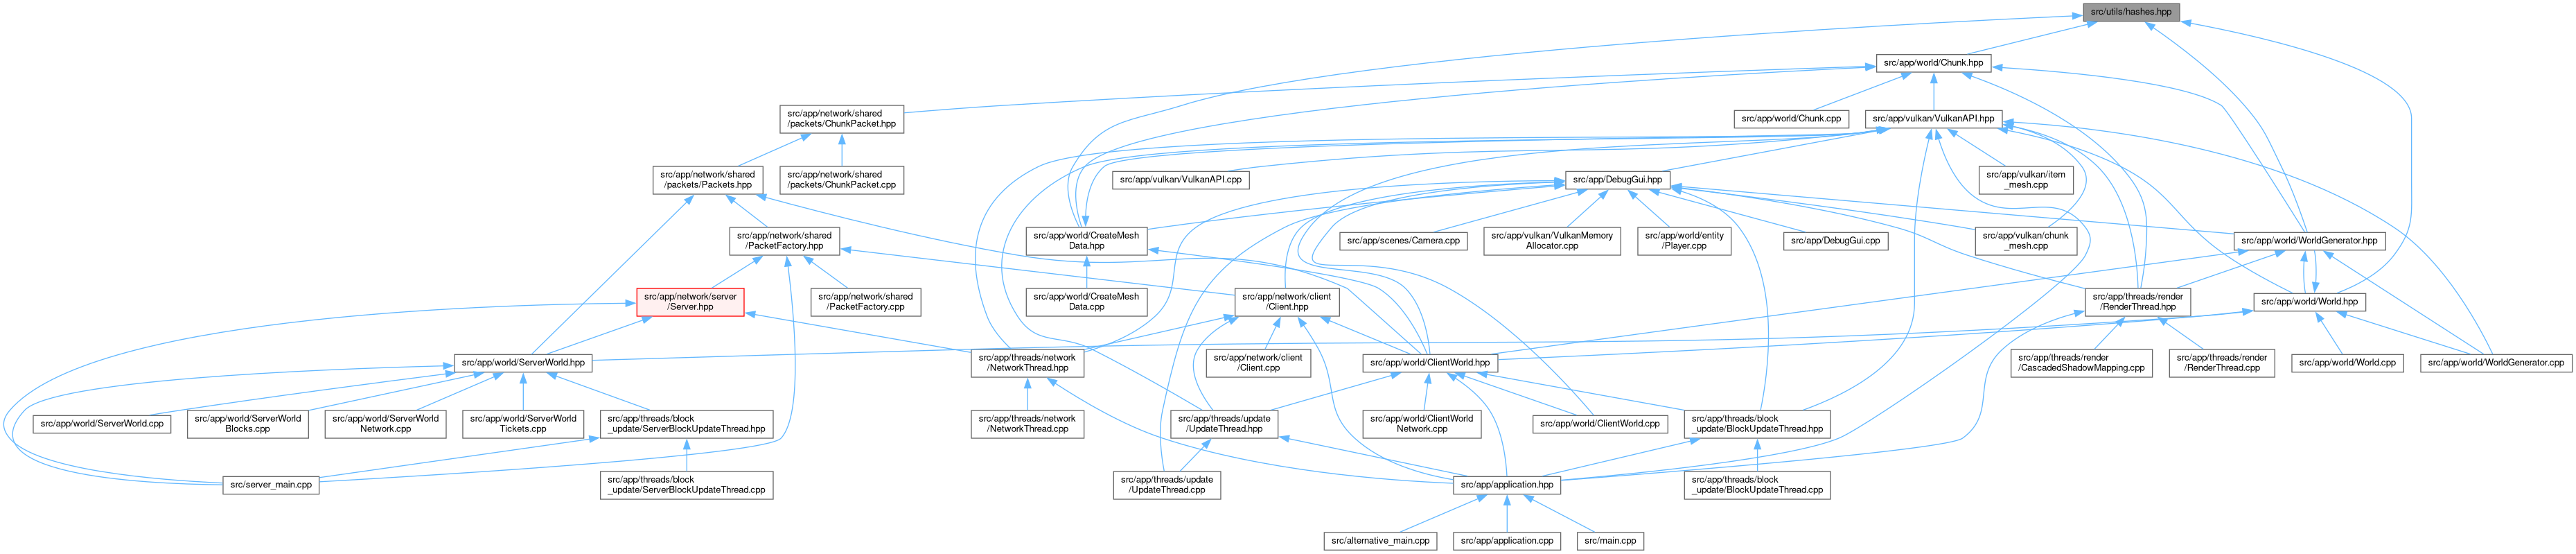 src/utils/hashes.hpp
src/app/world/Chunk.hpp
src/app/network/shared
/packets/ChunkPacket.hpp
src/app/world/Chunk.cpp
src/app/vulkan/VulkanAPI.hpp
src/app/network/shared
/packets/Packets.hpp
src/app/network/shared
/packets/ChunkPacket.cpp
src/app/vulkan/VulkanAPI.cpp
src/app/DebugGui.hpp
src/app/vulkan/item
_mesh.cpp
src/app/network/shared
/PacketFactory.hpp
src/app/world/CreateMesh
Data.hpp
src/app/scenes/Camera.cpp
src/app/vulkan/VulkanMemory
Allocator.cpp
src/app/world/entity
/Player.cpp
src/app/DebugGui.cpp
src/app/vulkan/chunk
_mesh.cpp
src/app/world/WorldGenerator.hpp
src/app/network/server
/Server.hpp
src/app/network/shared
/PacketFactory.cpp
src/app/world/CreateMesh
Data.cpp
src/app/network/client
/Client.hpp
src/app/threads/render
/RenderThread.hpp
src/app/world/World.hpp
src/app/world/ServerWorld.hpp
src/app/threads/network
/NetworkThread.hpp
src/app/network/client
/Client.cpp
src/app/world/ClientWorld.hpp
src/app/threads/render
/CascadedShadowMapping.cpp
src/app/threads/render
/RenderThread.cpp
src/app/world/World.cpp
src/app/world/WorldGenerator.cpp
src/app/world/ServerWorld.cpp
src/app/world/ServerWorld
Blocks.cpp
src/app/world/ServerWorld
Network.cpp
src/app/world/ServerWorld
Tickets.cpp
src/app/threads/block
_update/ServerBlockUpdateThread.hpp
src/app/threads/network
/NetworkThread.cpp
src/app/threads/update
/UpdateThread.hpp
src/app/world/ClientWorld
Network.cpp
src/app/world/ClientWorld.cpp
src/app/threads/block
_update/BlockUpdateThread.hpp
src/server_main.cpp
src/app/threads/block
_update/ServerBlockUpdateThread.cpp
src/app/threads/update
/UpdateThread.cpp
src/app/application.hpp
src/app/threads/block
_update/BlockUpdateThread.cpp
src/alternative_main.cpp
src/app/application.cpp
src/main.cpp